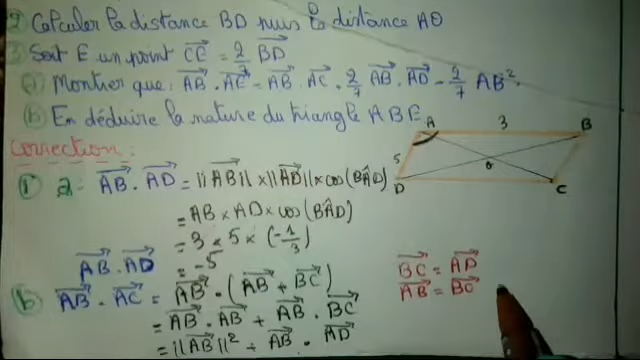 2) Calculer la distance BD puis la distance AO
3) Soit E un point CE = 2/7 BD
a) Montrer que: AB . AE = AB . AC + 2/7 AB . AD - 2/7 AB²
b) En déduire la nature du triangle ABE
Correction:
A 3 B
5
O
D C
1) a- AB . AD = ||AB|| × ||AD|| × cos(BÂD)
= AB × AD × cos(BÂD)
= 3 × 5 × (-1/3)
AB . AD = -5
b) AB . AC = AB . (AB + BC)
BC = AD
= AB . AB + AB . BC
AB = BC
= ||AB||² + AB . AD